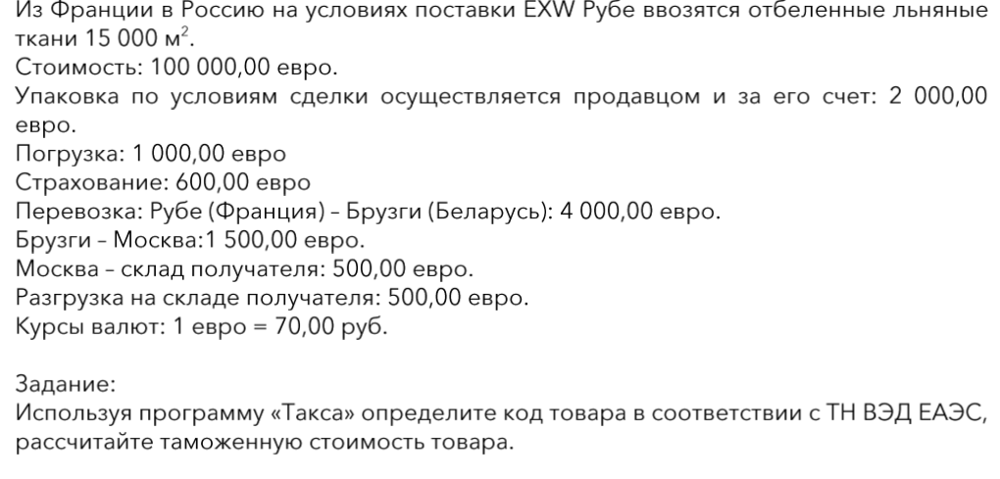 Из Франции в Россию на условиях поставки EXW Рубе ввозятся отбеленные льняные
ткани 15 000 м².
Стоимость: 100 000,00 евро.
Упаковка по условиям сделки осуществляется продавцом и за его счет: 2 000,00
евро.
Погрузка: 1 000,00 евро
Страхование: 600,00 евро
Перевозка: Рубе (Франция) – Брузги (Беларусь): 4 000,00 евро.
Брузги – Москва:1 500,00 евро.
Москва – склад получателя: 500,00 евро.
Разгрузка на складе получателя: 500,00 евро.
Курсы валют: 1 евро = 70,00 руб.
Задание:
Используя программу «Такса» определите код товара в соответствии с ТН ВЭД ЕАЭС,
рассчитайте таможенную стоимость товара.